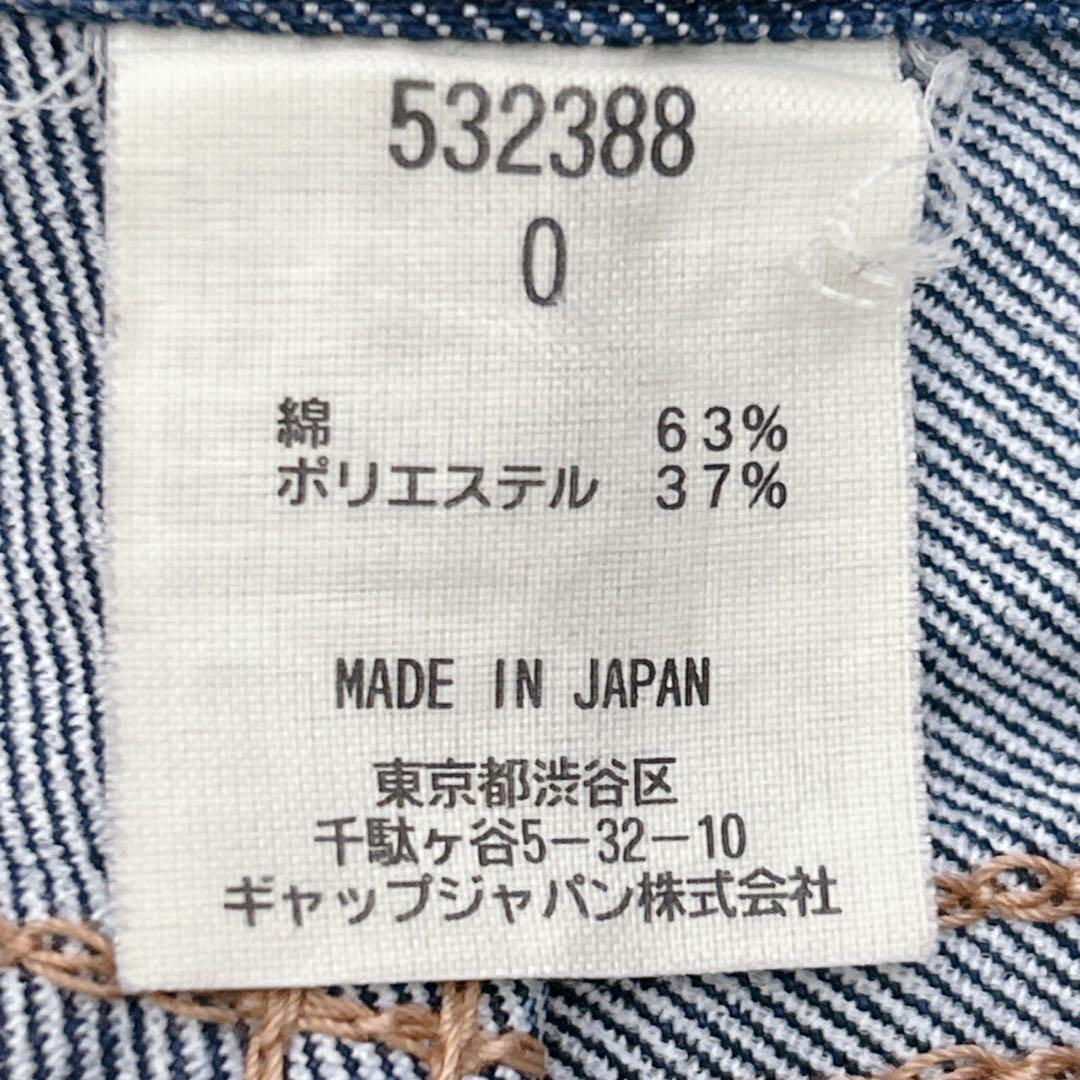 532388
0
綿 63%
ポリエステル 37%
MADE IN JAPAN
東京都渋谷区
千駄ヶ谷5-32-10
ギャップジャパン株式会社